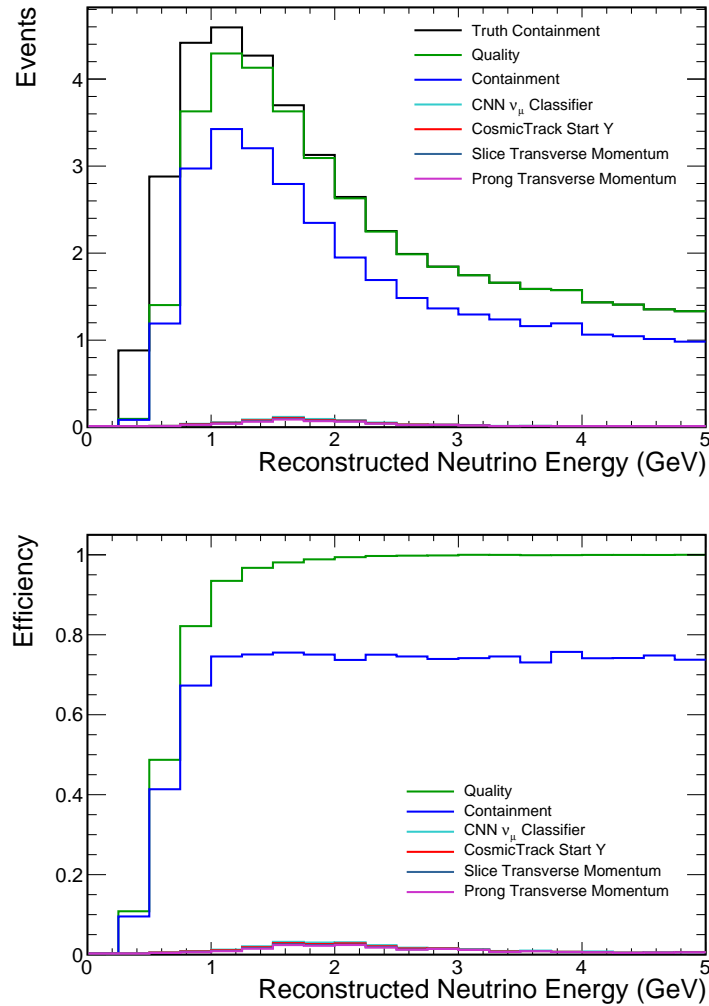 Events
4
3
2
1
0
Truth Containment
Quality
Containment
CNN νμ Classifier
CosmicTrack Start Y
Slice Transverse Momentum
Prong Transverse Momentum
0 1 2 3 4 5
Reconstructed Neutrino Energy (GeV)
Efficiency
1
0.8
0.6
0.4
0.2
0
Quality
Containment
CNN νμ Classifier
CosmicTrack Start Y
Slice Transverse Momentum
Prong Transverse Momentum
0 1 2 3 4 5
Reconstructed Neutrino Energy (GeV)